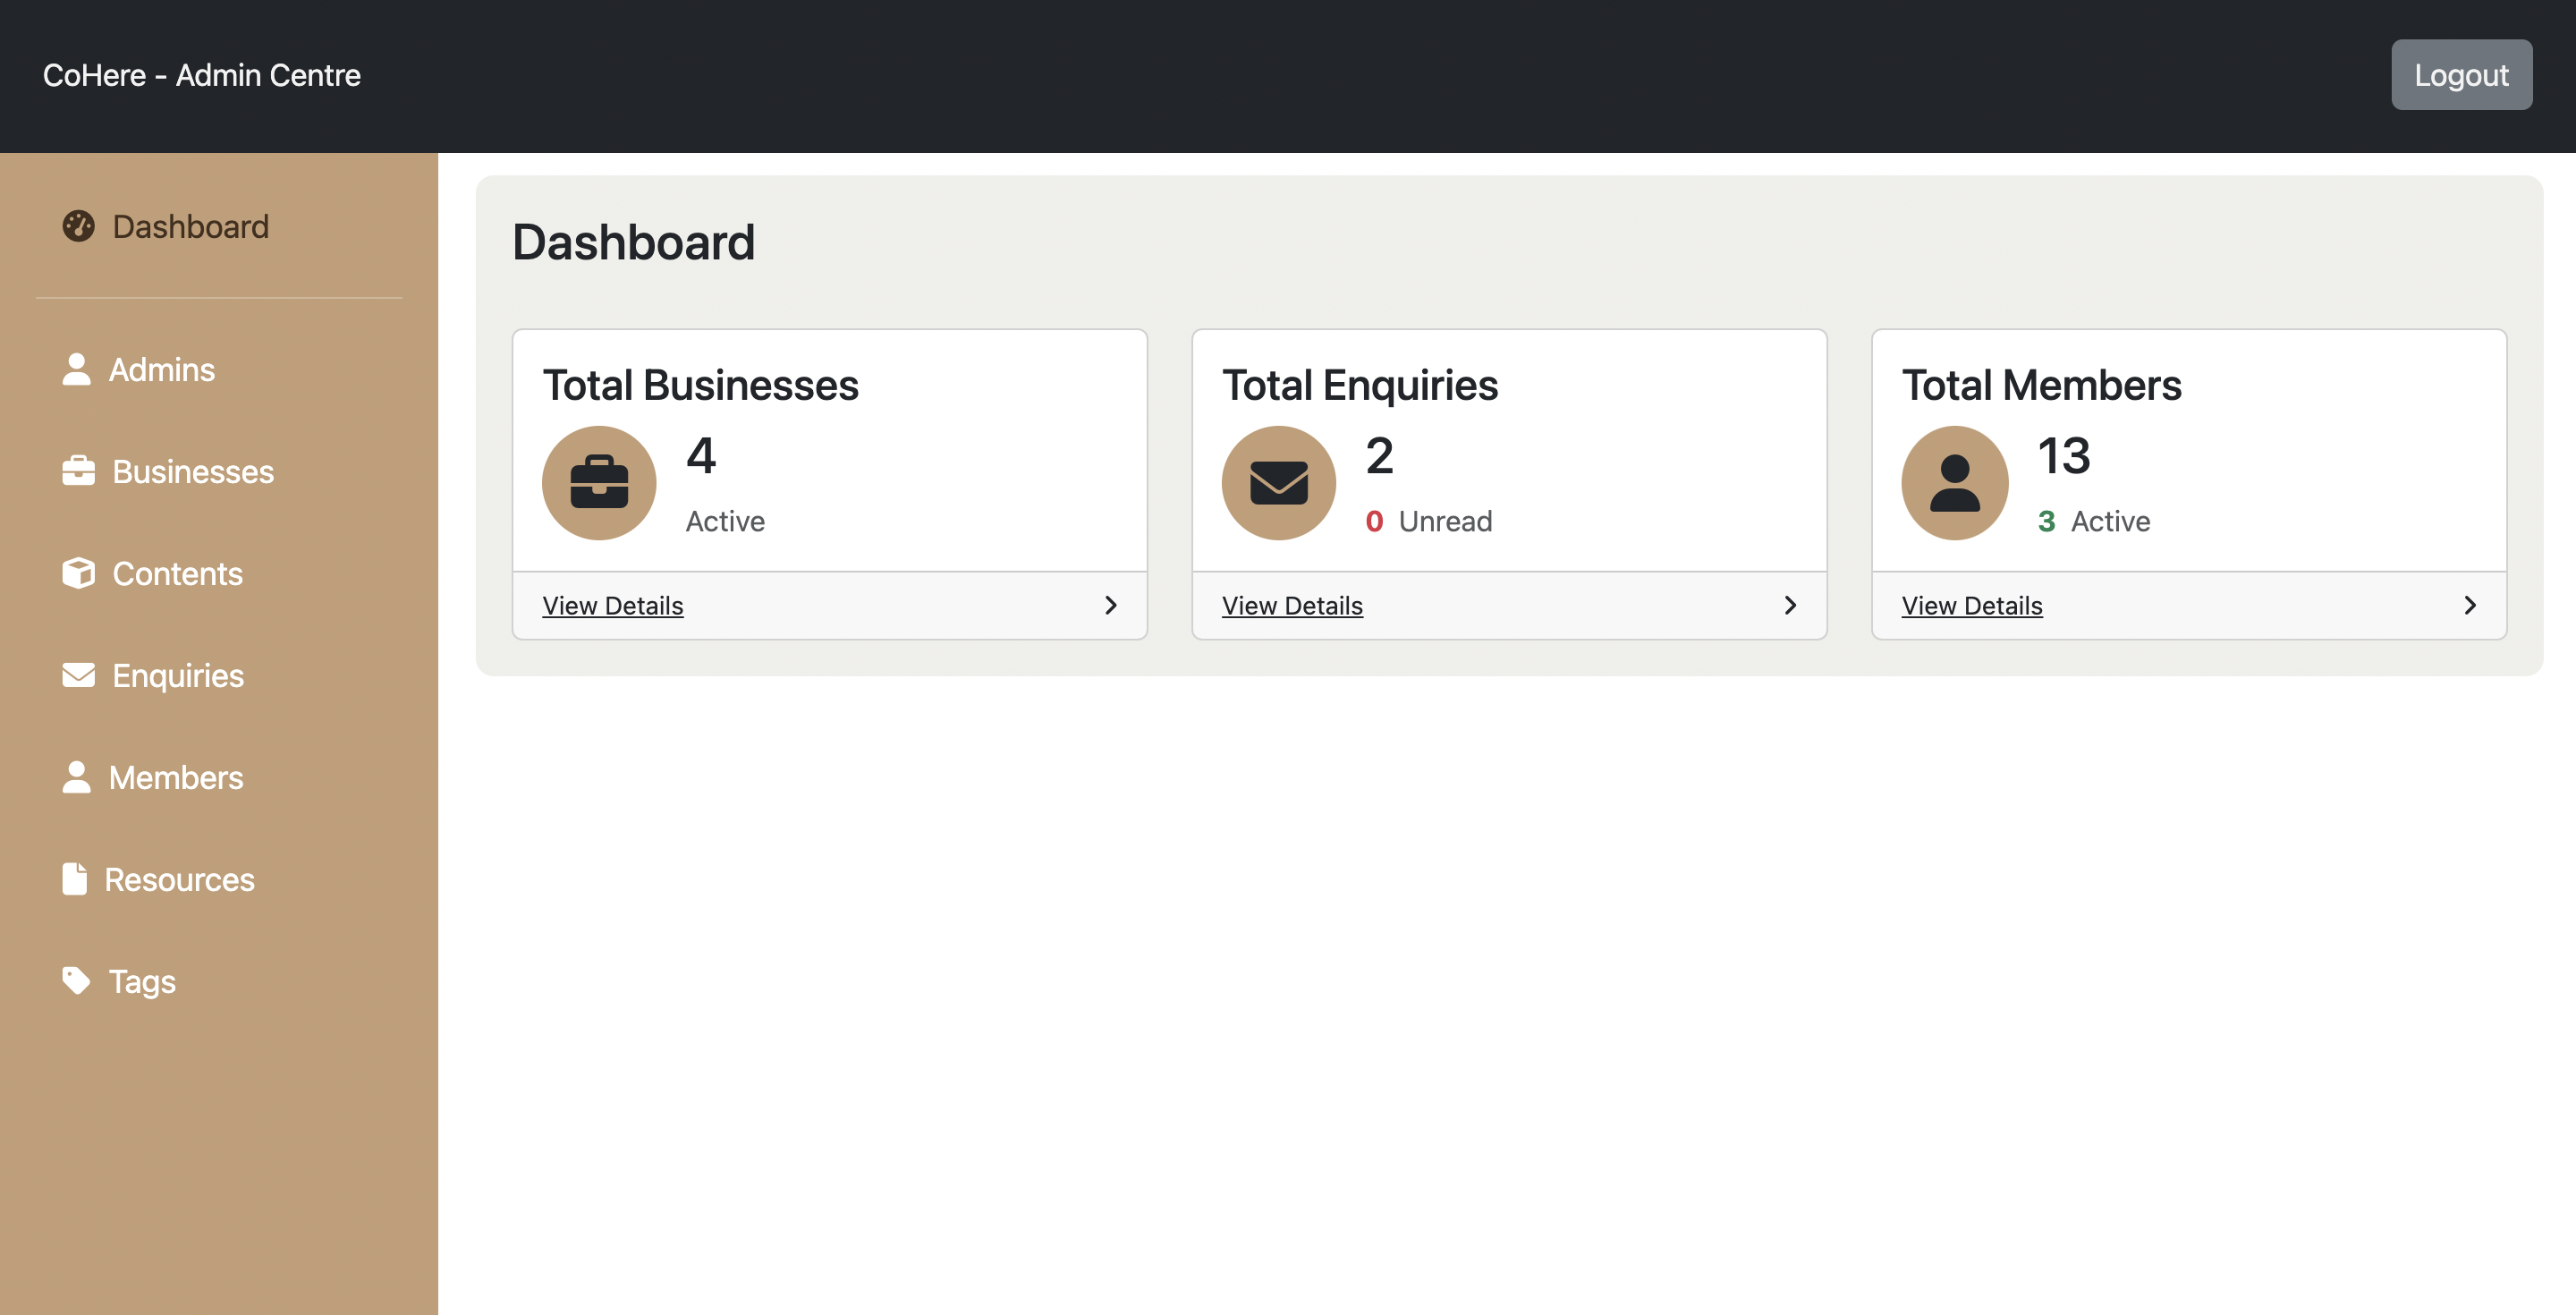 CoHere - Admin Centre
Logout
Dashboard
Admins
Businesses
Contents
Enquiries
Members
Resources
Tags
Dashboard
Total Businesses
4
Active
View Details
Total Enquiries
2
0 Unread
View Details
Total Members
13
3 Active
View Details